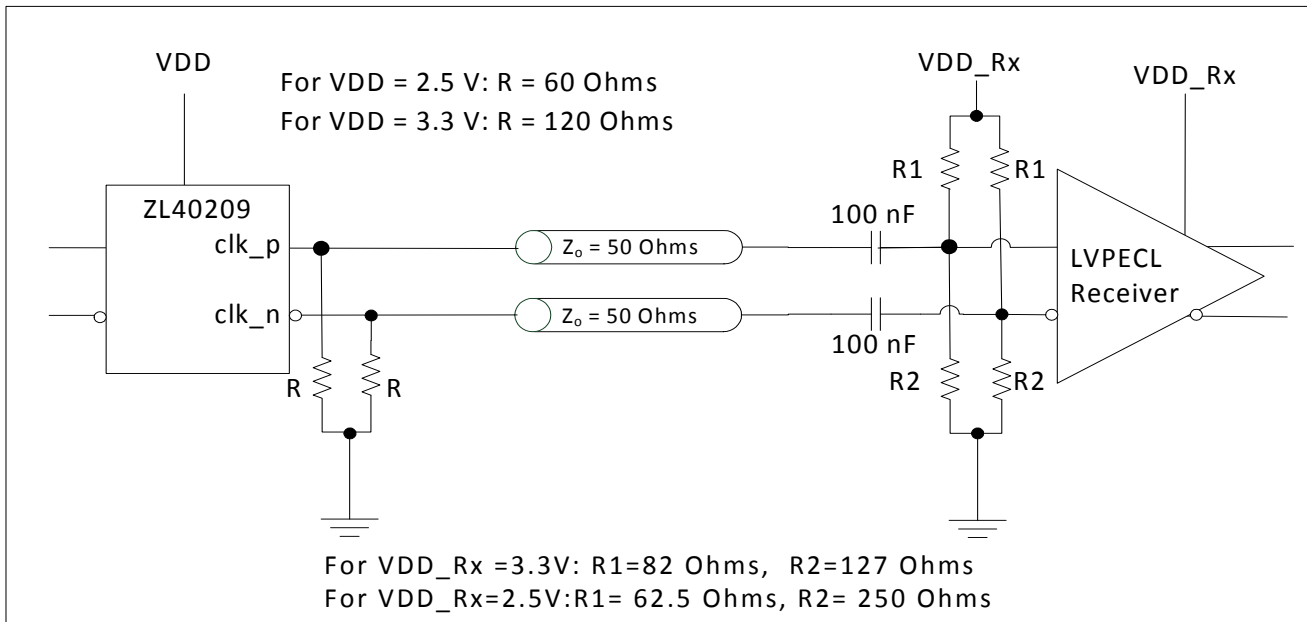 VDD
For VDD = 2.5 V: R = 60 Ohms
For VDD = 3.3 V: R = 120 Ohms
VDD_Rx
VDD_Rx
ZL40209
clk_p
clk_n
R
R
Zo = 50 Ohms
Zo = 50 Ohms
100 nF
100 nF
R1
R1
R2
R2
LVPECL
Receiver
For VDD_Rx =3.3V: R1=82 Ohms, R2=127 Ohms
For VDD_Rx=2.5V:R1= 62.5 Ohms, R2= 250 Ohms